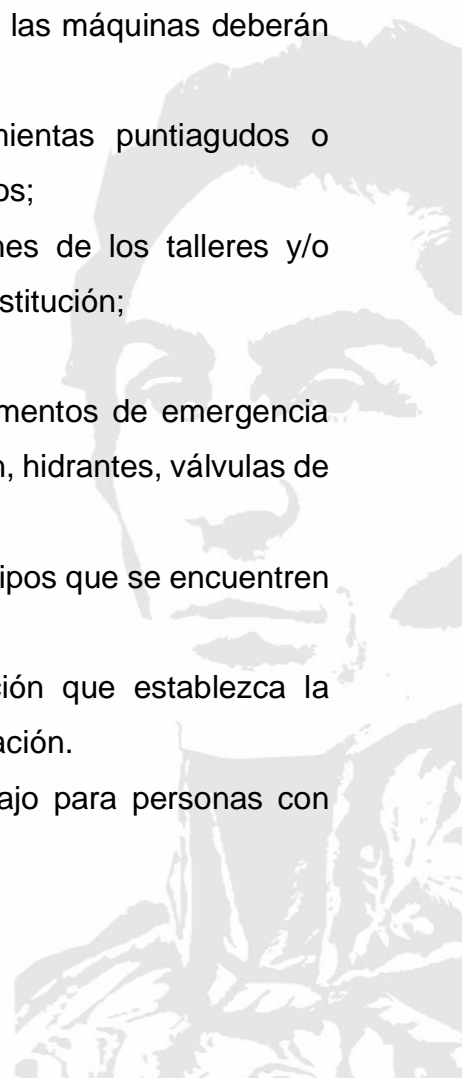 las máquinas deberán
mientas puntiagudos o
os;
nes de los talleres y/o
stitución;
mentos de emergencia
n, hidrantes, válvulas de
ipos que se encuentren
ción que establezca la
ación.
ajo para personas con